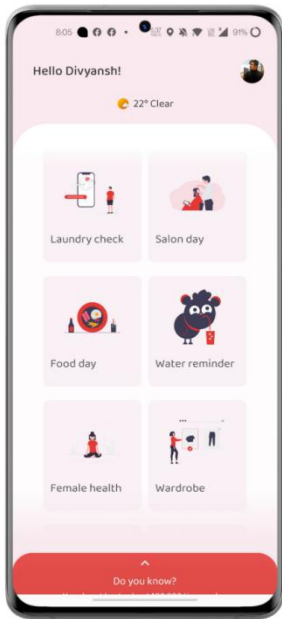 8:05
91%
Hello Divyansh!
22° Clear
Laundry check
Salon day
Food day
Water reminder
Female health
Wardrobe
Do you know?